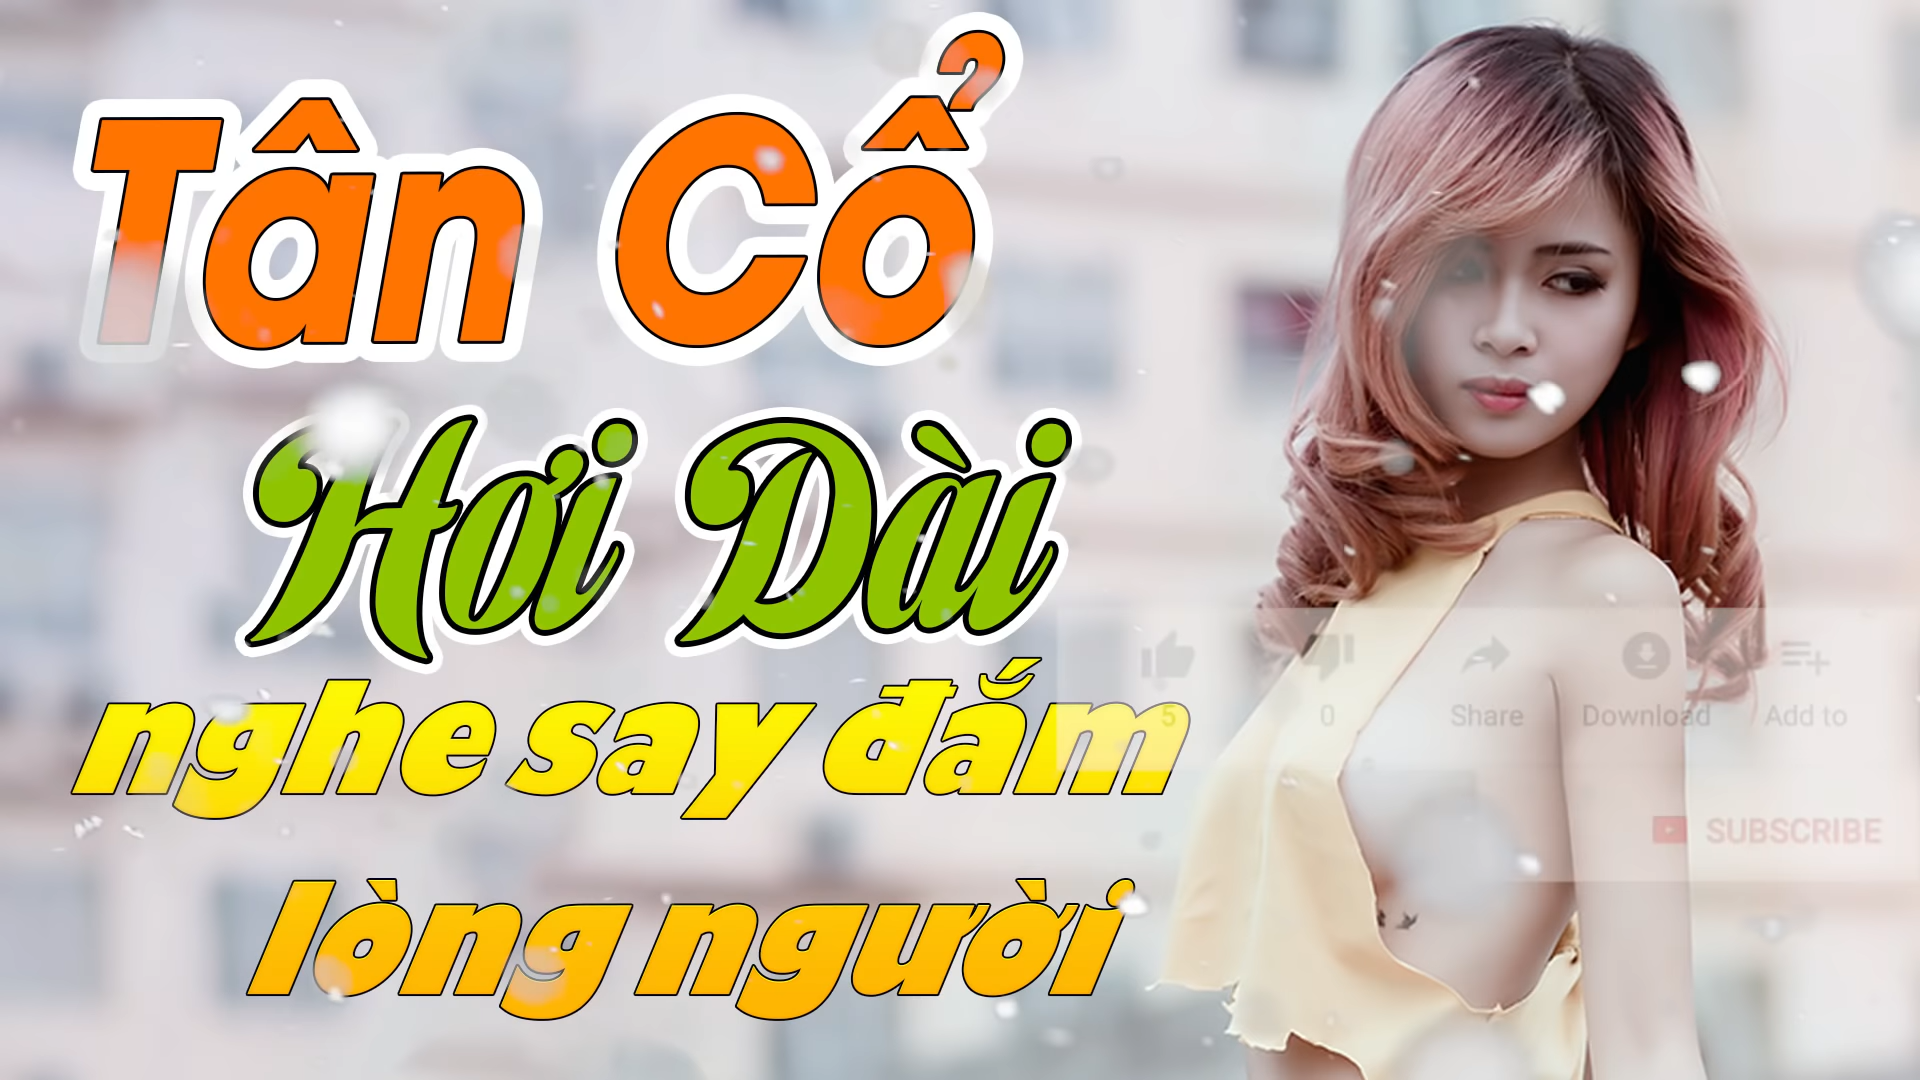 Tân Cổ
Hơi Dài
nghe say đắm
lòng người
5 0 Share Download Add to
SUBSCRIBE